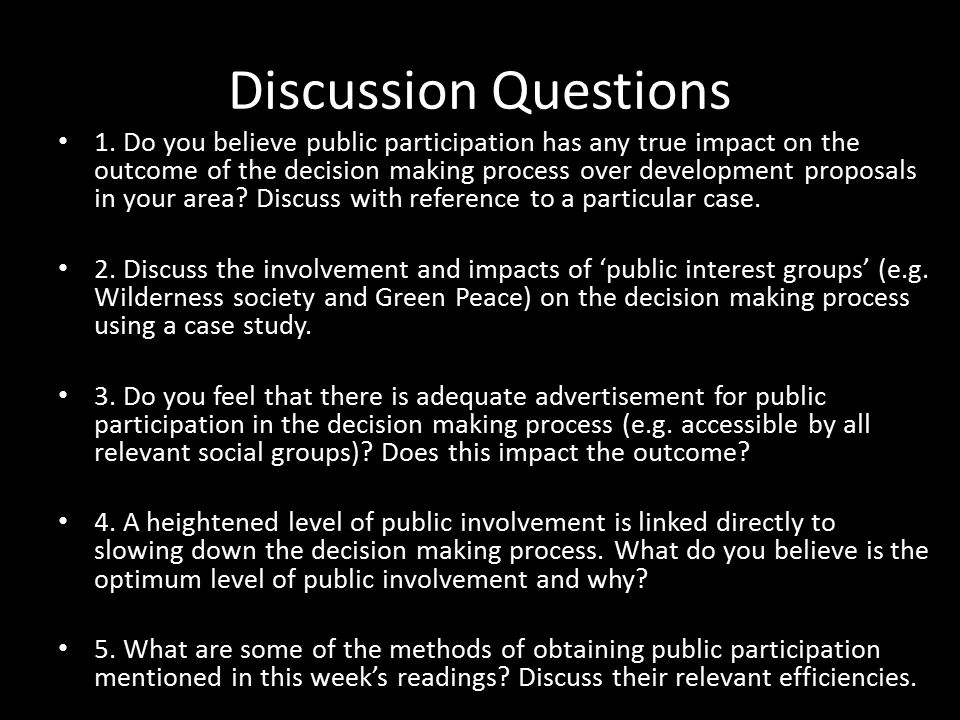 Discussion Questions
• 1. Do you believe public participation has any true impact on the
outcome of the decision making process over development proposals
in your area? Discuss with reference to a particular case.
• 2. Discuss the involvement and impacts of ‘public interest groups’ (e.g.
Wilderness society and Green Peace) on the decision making process
using a case study.
• 3. Do you feel that there is adequate advertisement for public
participation in the decision making process (e.g. accessible by all
relevant social groups)? Does this impact the outcome?
• 4. A heightened level of public involvement is linked directly to
slowing down the decision making process. What do you believe is the
optimum level of public involvement and why?
• 5. What are some of the methods of obtaining public participation
mentioned in this week’s readings? Discuss their relevant efficiencies.